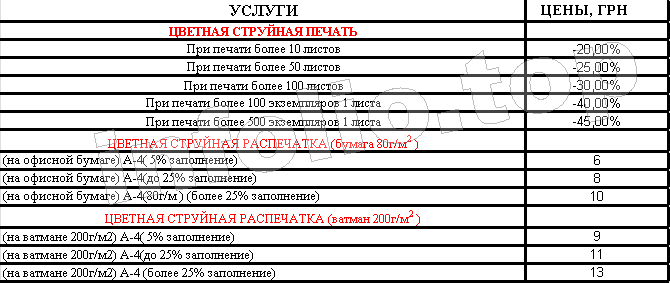 УСЛУГИ ЦЕНЫ, ГРН
ЦВЕТНАЯ СТРУЙНАЯ ПЕЧАТЬ
При печати более 10 листов -20,00%
При печати более 50 листов -25,00%
При печати более 100 листов -30,00%
При печати более 100 экземпляров 1 листа -40,00%
При печати более 500 экземпляров 1 листа -45,00%
ЦВЕТНАЯ СТРУЙНАЯ РАСПЕЧАТКА (бумага 80г/м²)
(на офисной бумаге) А-4( 5% заполнение) 6
(на офисной бумаге) А-4(до 25% заполнение) 8
(на офисной бумаге) А-4(80г/м ) (более 25% заполнение) 10
ЦВЕТНАЯ СТРУЙНАЯ РАСПЕЧАТКА (ватман 200г/м² )
(на ватмане 200г/м2) А-4( 5% заполнение) 9
(на ватмане 200г/м2) А-4(до 25% заполнение) 11
(на ватмане 200г/м2) А-4 (более 25% заполнение) 13